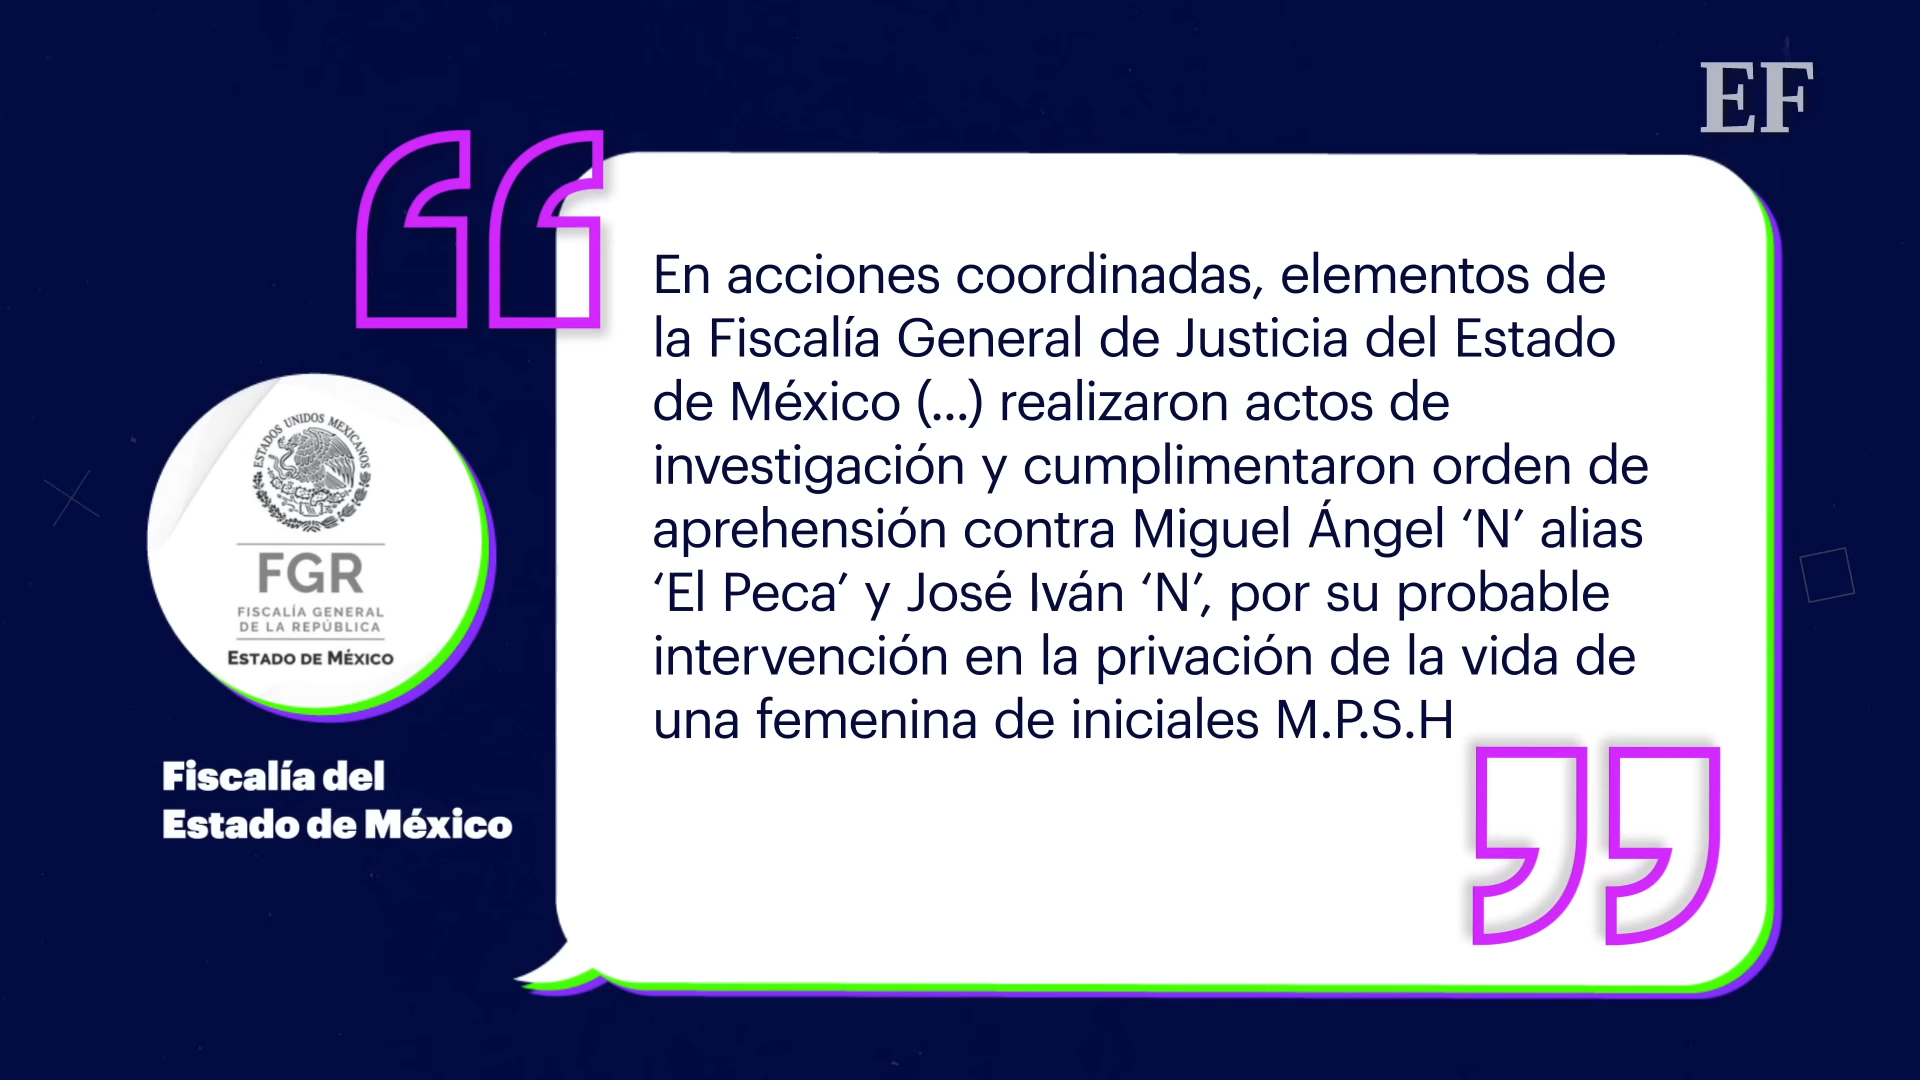 EF
En acciones coordinadas, elementos de
la Fiscalía General de Justicia del Estado
de México (...) realizaron actos de
investigación y cumplimentaron orden de
aprehensión contra Miguel Ángel ‘N’ alias
‘El Peca’ y José Iván ‘N’, por su probable
intervención en la privación de la vida de
una femenina de iniciales M.P.S.H
ESTADOS UNIDOS MEXICANOS
FGR
FISCALÍA GENERAL
DE LA REPÚBLICA
ESTADO DE MÉXICO
Fiscalía del
Estado de México